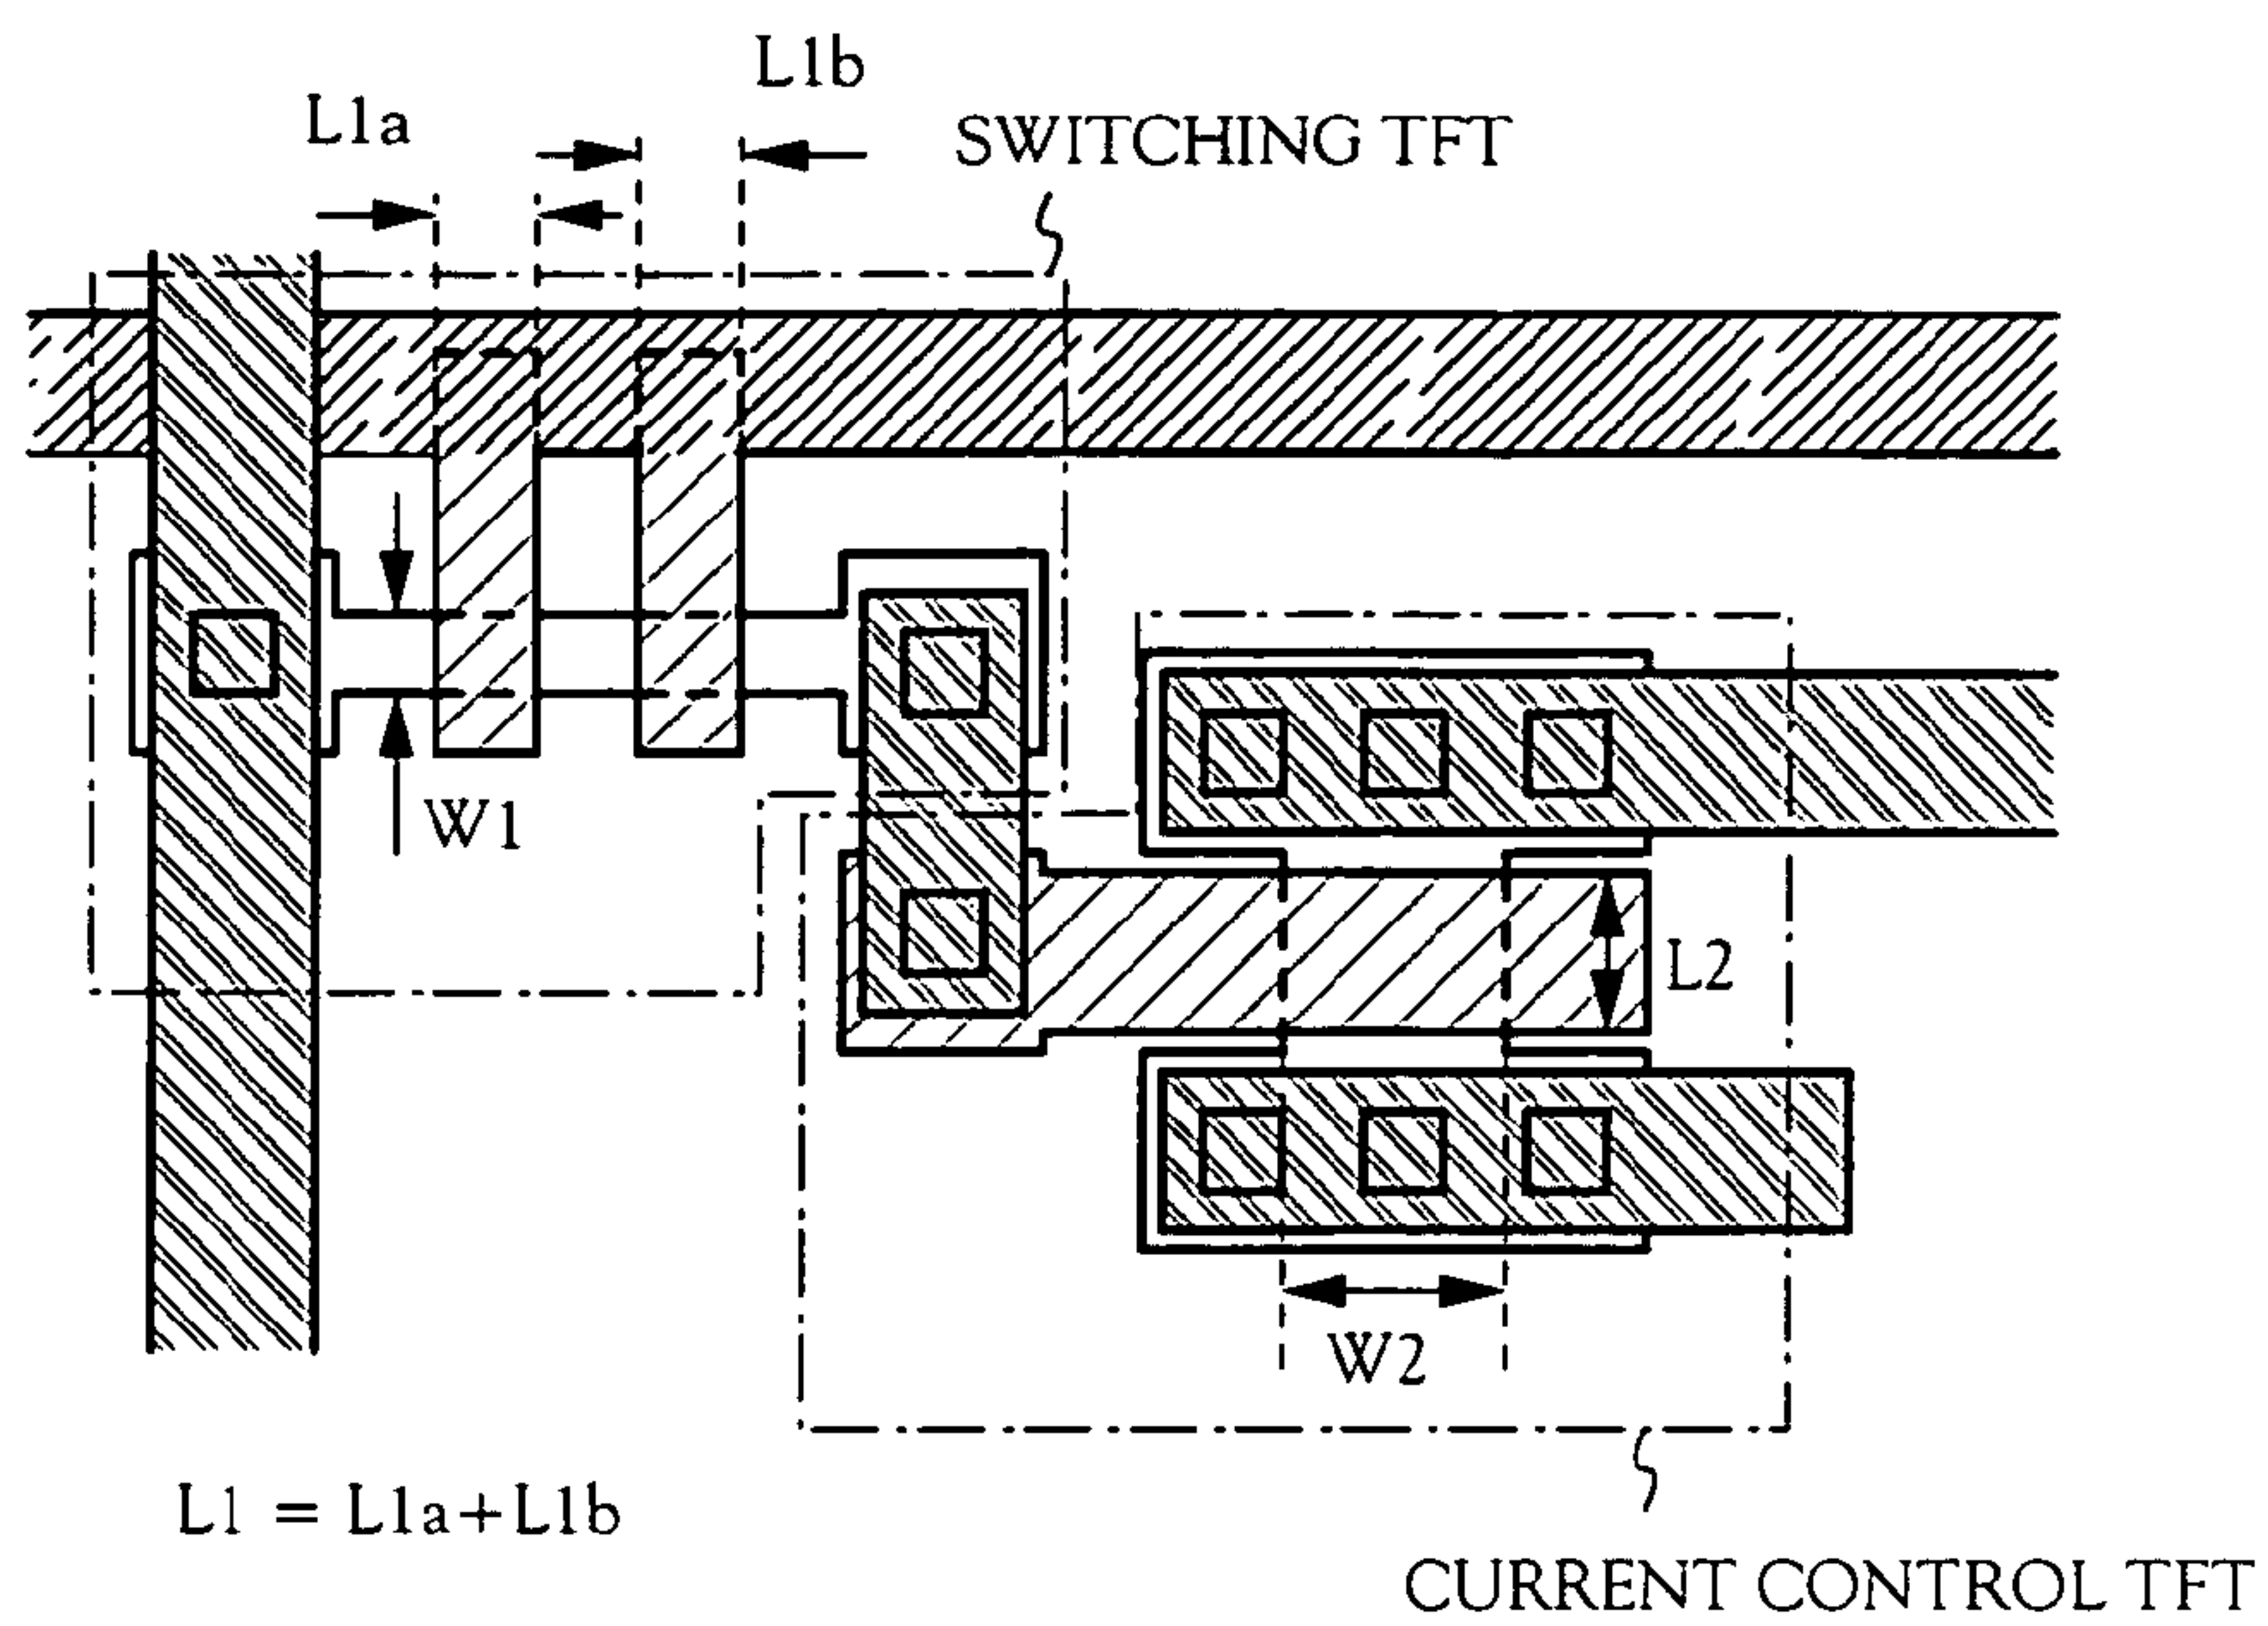 L1b
L1a
SWITCHING TFT
W1
L2
W2
L1 = L1a+L1b
CURRENT CONTROL TFT